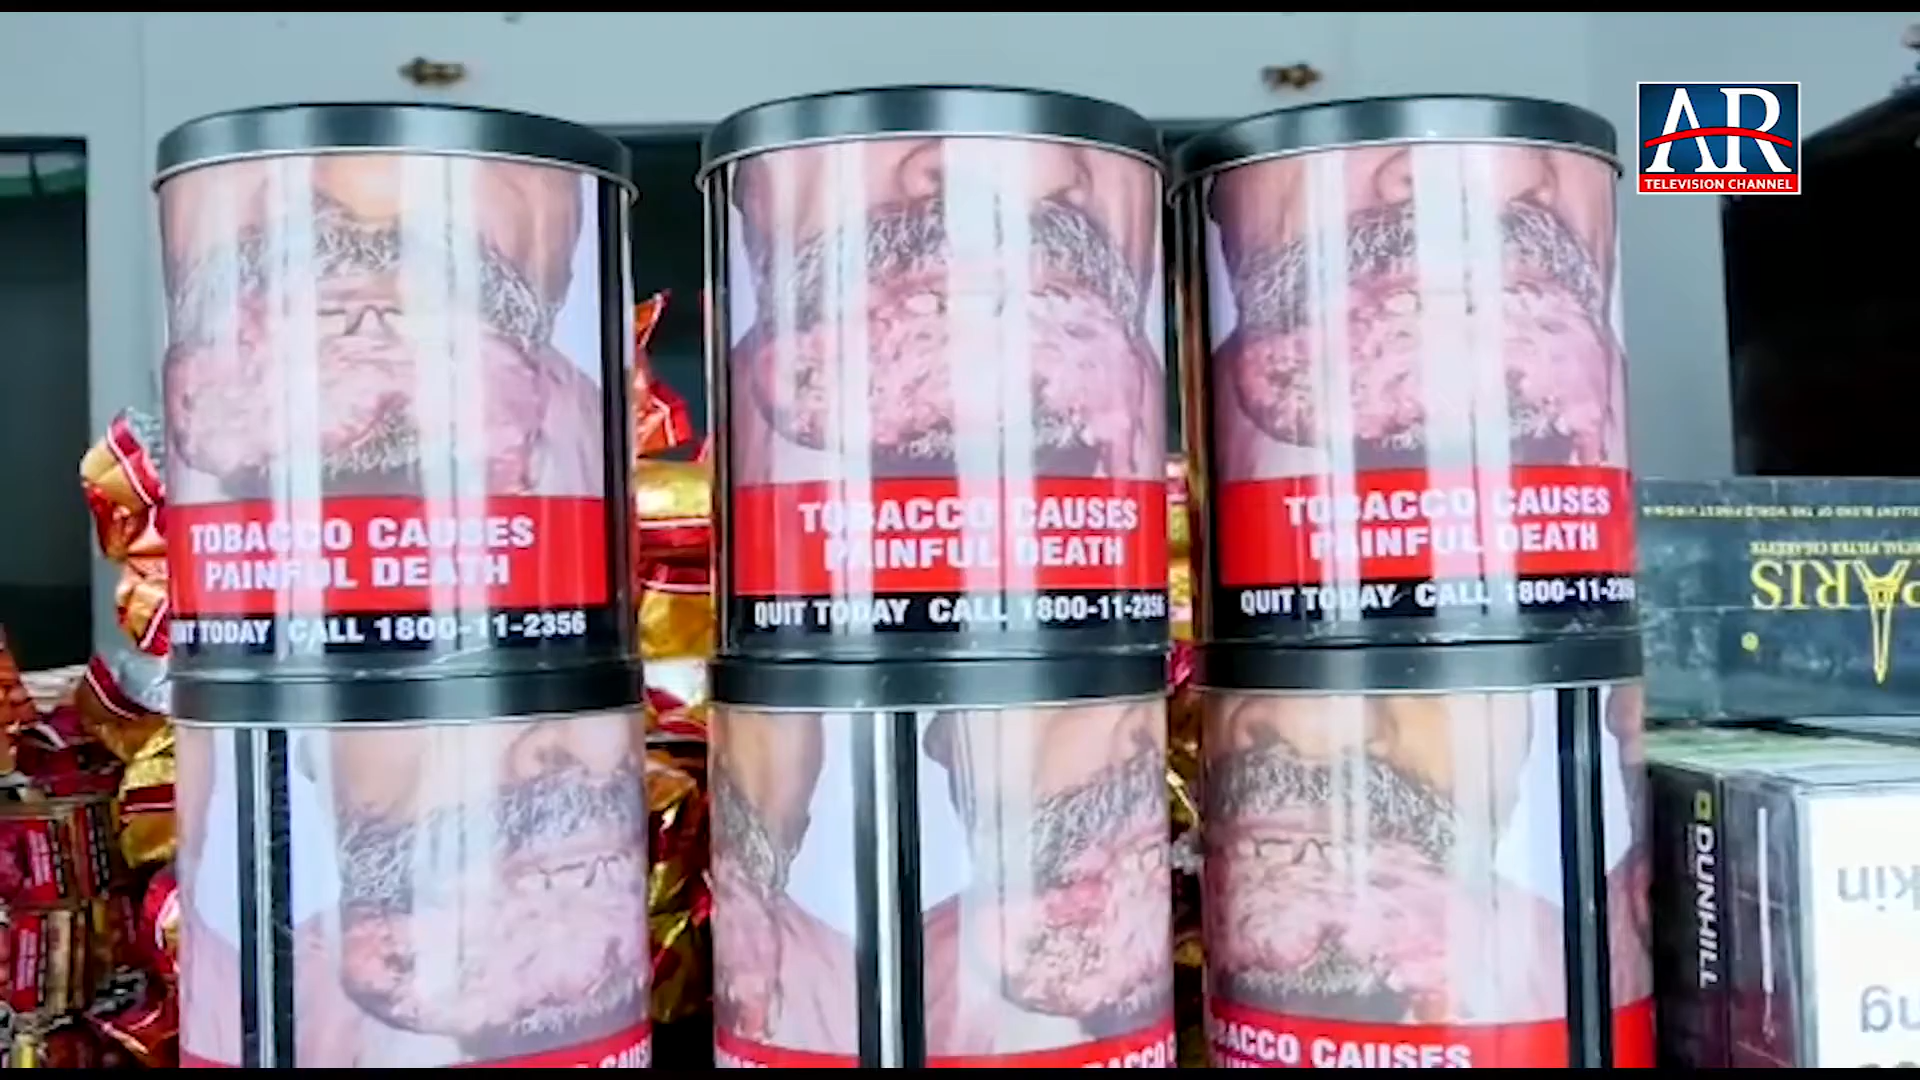 AR
TELEVISION CHANNEL
TOBACCO CAUSES
PAINFUL DEATH
QUIT TODAY CALL 1800-11-2356
TOBACCO CAUSES
PAINFUL DEATH
QUIT TODAY CALL 1800-11-2356
TOBACCO CAUSES
PAINFUL DEATH
QUIT TODAY CALL 1800-11-2356
PARIS
DUNHILL
TOBACCO CAUSES